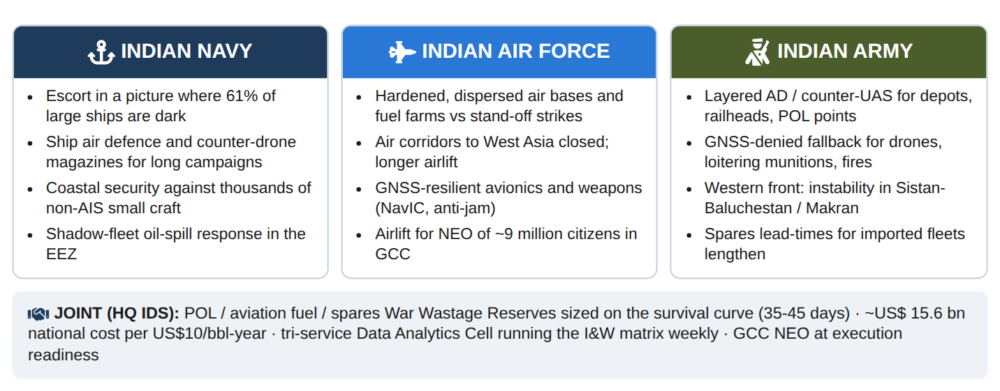 INDIAN NAVY
Escort in a picture where 61% of
large ships are dark
Ship air defence and counter-drone
magazines for long campaigns
Coastal security against thousands of
non-AIS small craft
Shadow-fleet oil-spill response in the
EEZ
INDIAN AIR FORCE
Hardened, dispersed air bases and
fuel farms vs stand-off strikes
Air corridors to West Asia closed;
longer airlift
GNSS-resilient avionics and weapons
(NavIC, anti-jam)
Airlift for NEO of ~9 million citizens in
GCC
INDIAN ARMY
Layered AD / counter-UAS for depots,
railheads, POL points
GNSS-denied fallback for drones,
loitering munitions, fires
Western front: instability in Sistan-
Baluchestan / Makran
Spares lead-times for imported fleets
lengthen
JOINT (HQ IDS): POL / aviation fuel / spares War Wastage Reserves sized on the survival curve (35-45 days) · ~US$ 15.6 bn
national cost per US$10/bbl-year · tri-service Data Analytics Cell running the I&W matrix weekly · GCC NEO at execution
readiness